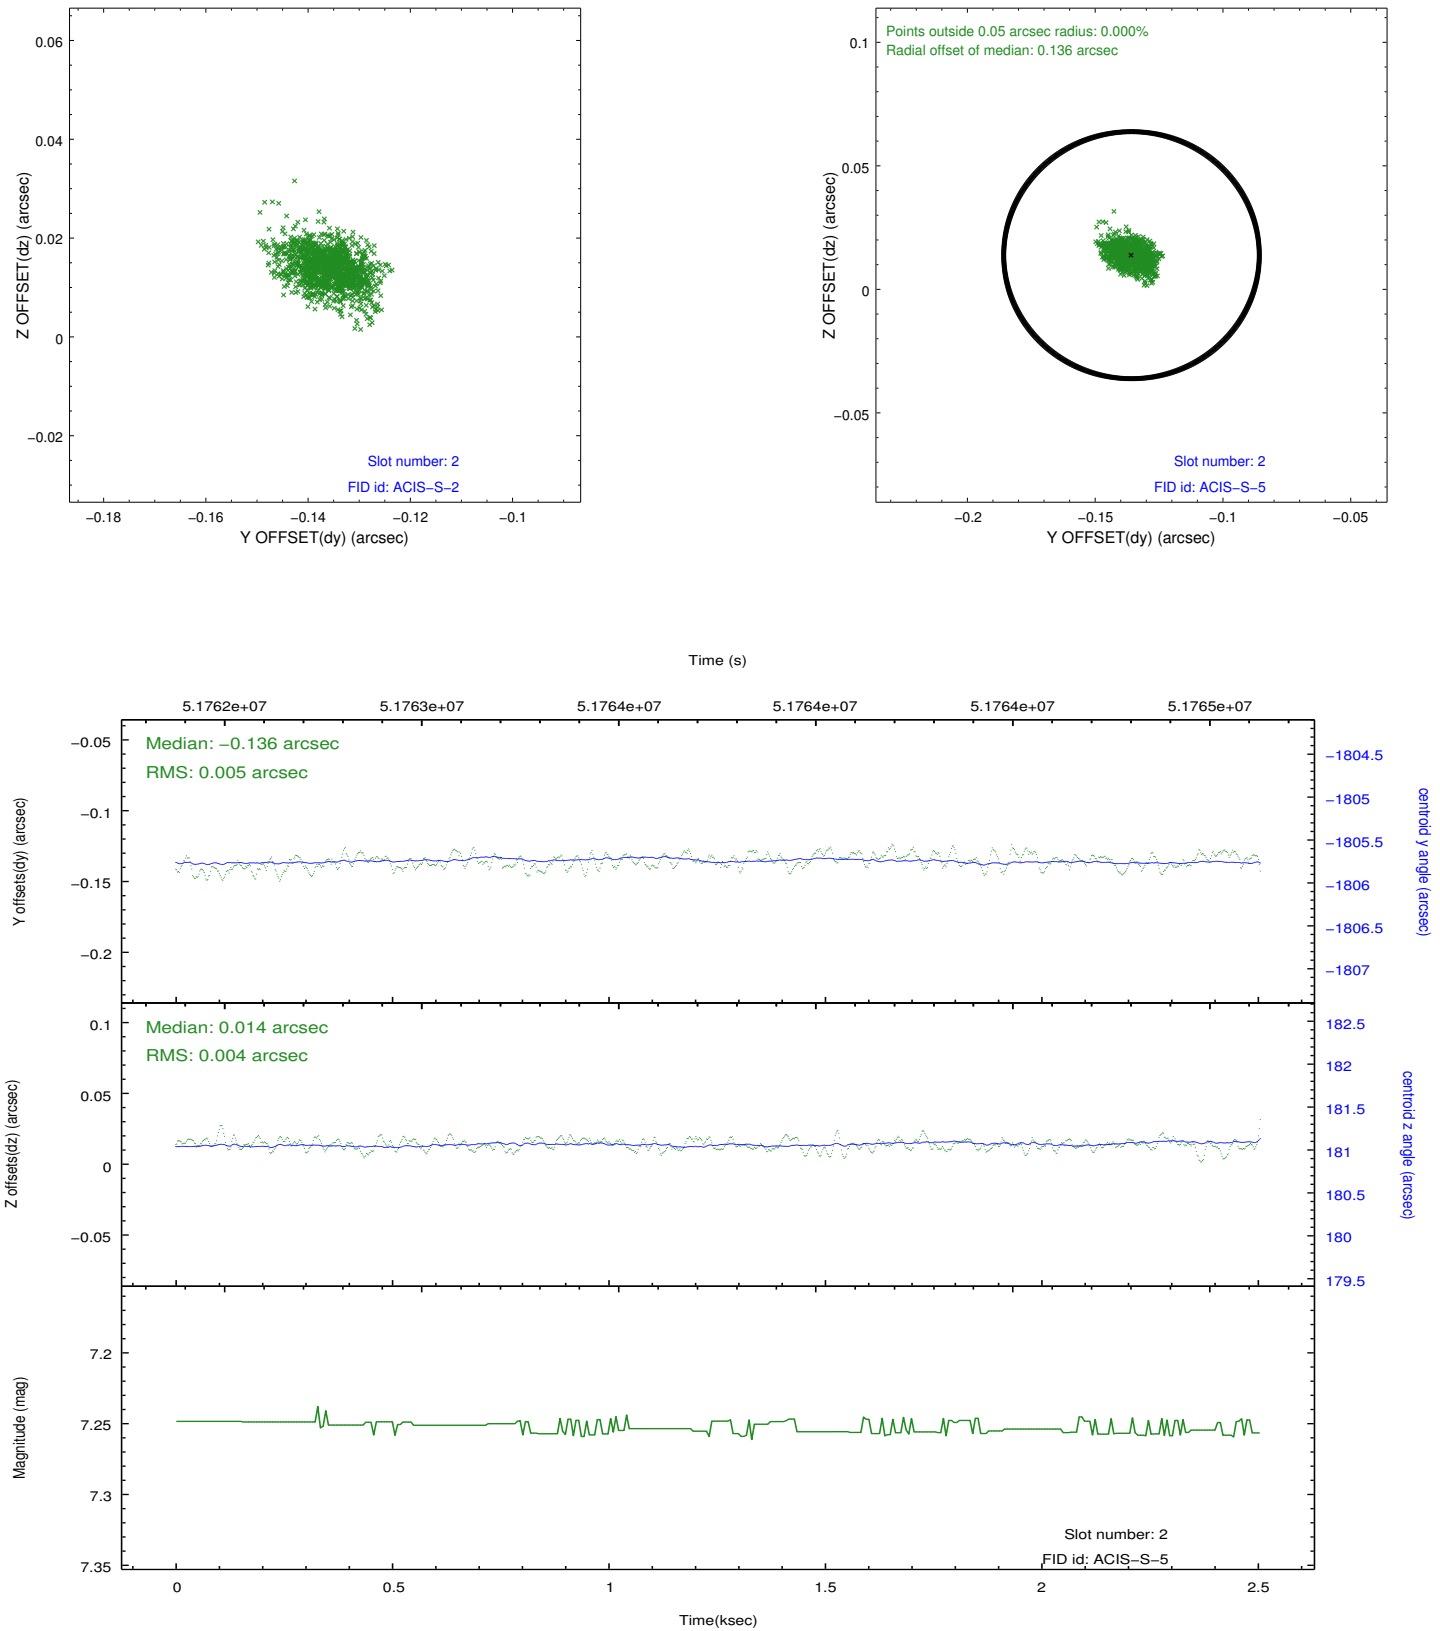 0.06
0.04
0.02
0
−0.02
Z OFFSET(dz) (arcsec)
Slot number: 2
FID id: ACIS−S−2
−0.18
−0.16
−0.14
−0.12
−0.1
Y OFFSET(dy) (arcsec)
Points outside 0.05 arcsec radius: 0.000%
Radial offset of median: 0.136 arcsec
0.1
0.05
0
−0.05
Z OFFSET(dz) (arcsec)
Slot number: 2
FID id: ACIS−S−5
−0.2
−0.15
−0.1
−0.05
Y OFFSET(dy) (arcsec)
Time (s)
5.1762e+07
5.1763e+07
5.1764e+07
5.1764e+07
5.1764e+07
5.1765e+07
Median: −0.136 arcsec
RMS: 0.005 arcsec
−0.05
−0.1
−0.15
−0.2
Y offsets(dy) (arcsec)
−1804.5
−1805
−1805.5
−1806
−1806.5
−1807
centroid y angle (arcsec)
Median: 0.014 arcsec
RMS: 0.004 arcsec
0.1
0.05
0
−0.05
Z offsets(dz) (arcsec)
182.5
182
181.5
181
180.5
180
179.5
centroid z angle (arcsec)
7.2
7.25
7.3
7.35
Magnitude (mag)
Slot number: 2
FID id: ACIS−S−5
0
0.5
1
1.5
2
2.5
Time(ksec)